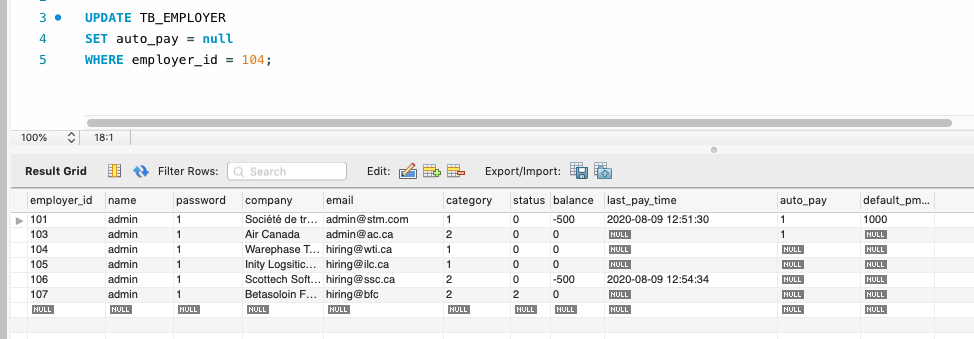 3 UPDATE TB_EMPLOYER
4 SET auto_pay = null
5 WHERE employer_id = 104;
100% 18:1
Result Grid Filter Rows: Search Edit: Export/Import:
employer_id name password company email category status balance last_pay_time auto_pay default_pm...
101 admin 1 Société de tr... admin@stm.com 1 0 -500 2020-08-09 12:51:30 1 1000
103 admin 1 Air Canada admin@ac.ca 2 0 0 NULL 1 NULL
104 admin 1 Warephase T... hiring@wti.ca 1 0 0 NULL NULL NULL
105 admin 1 Inity Logsitic... hiring@ilc.ca 1 0 0 NULL NULL NULL
106 admin 1 Scottech Soft... hiring@ssc.ca 2 0 -500 2020-08-09 12:54:34 NULL NULL
107 admin 1 Betasoloin F... hiring@bfc 2 2 0 NULL NULL NULL
NULL NULL NULL NULL NULL NULL NULL NULL NULL NULL NULL